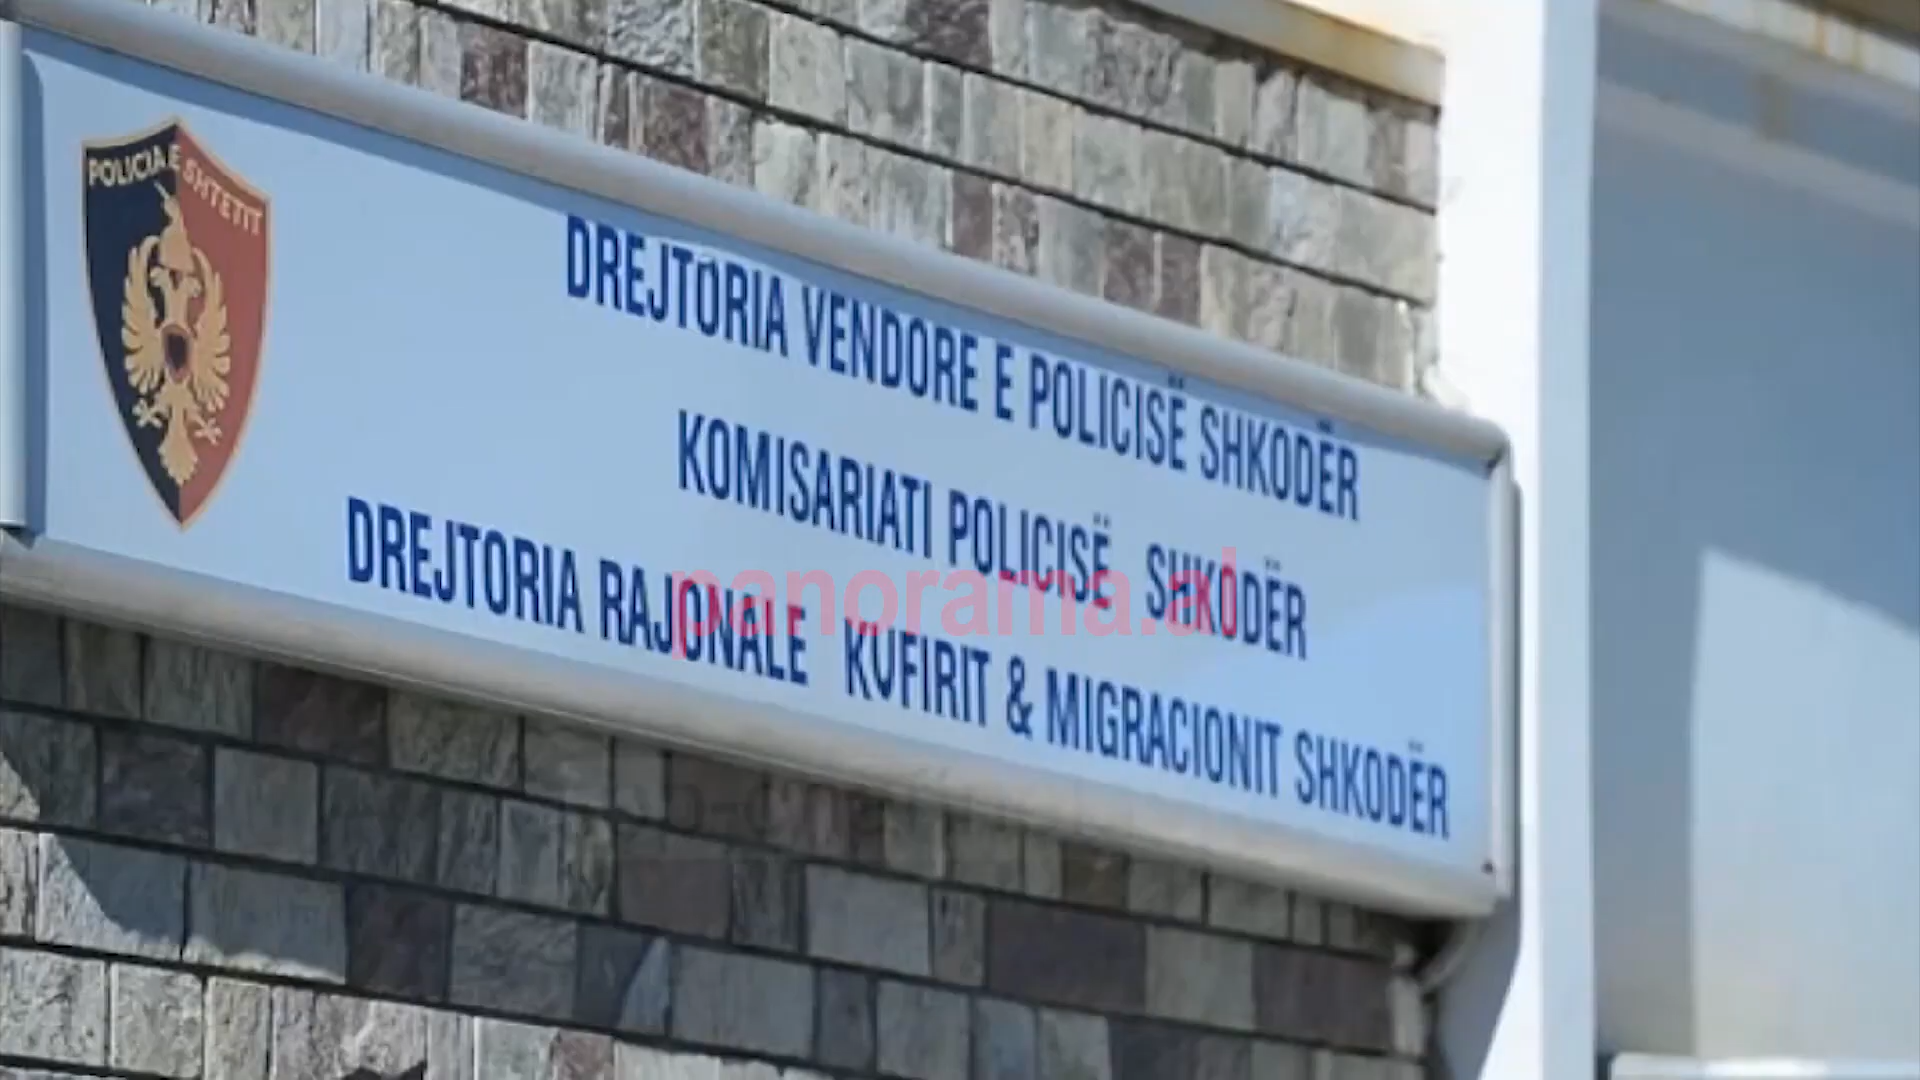 POLICIA E SHTETIT
DREJTORIA VENDORE E POLICISË SHKODËR
KOMISARIATI POLICISË SHKODËR
DREJTORIA RAJONALE KUFIRIT & MIGRACIONIT SHKODËR
panorama.al